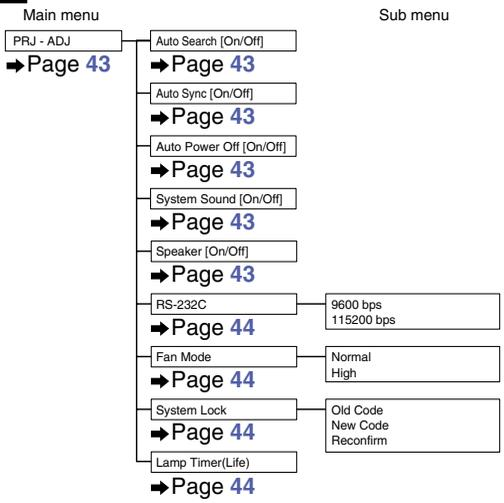 Main menu Sub menu
PRJ - ADJ
➡Page 43
Auto Search [On/Off]
➡Page 43
Auto Sync [On/Off]
➡Page 43
Auto Power Off [On/Off]
➡Page 43
System Sound [On/Off]
➡Page 43
Speaker [On/Off]
➡Page 43
RS-232C
➡Page 44
9600 bps
115200 bps
Fan Mode
➡Page 44
Normal
High
System Lock
➡Page 44
Old Code
New Code
Reconfirm
Lamp Timer(Life)
➡Page 44